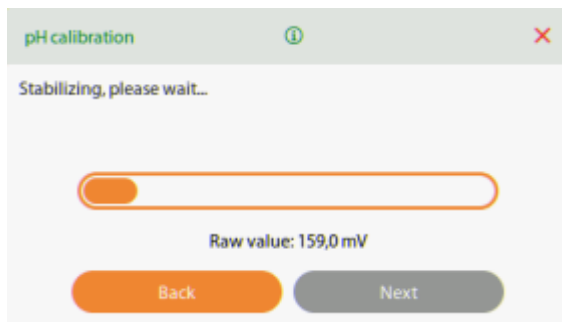 pH calibration
Stabilizing, please wait...
Raw value: 159,0 mV
Back
Next